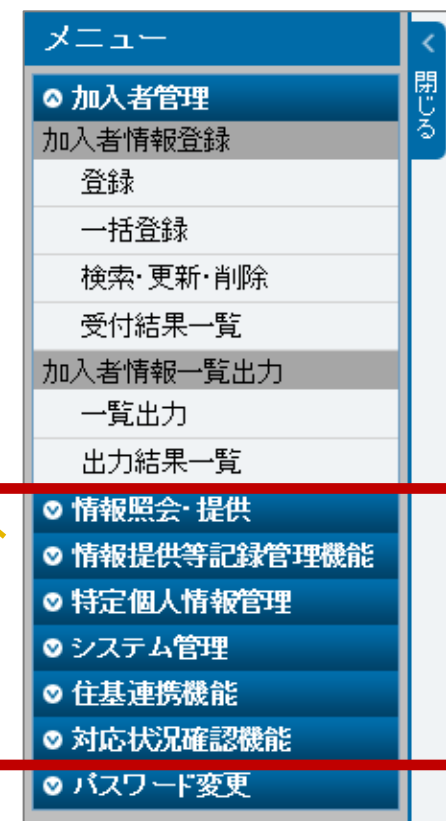 メニュー
閉じる
加入者管理
加入者情報登録
登録
一括登録
検索・更新・削除
受付結果一覧
加入者情報一覧出力
一覧出力
出力結果一覧
情報照会・提供
情報提供等記録管理機能
特定個人情報管理
システム管理
住基連携機能
対応状況確認機能
パスワード変更